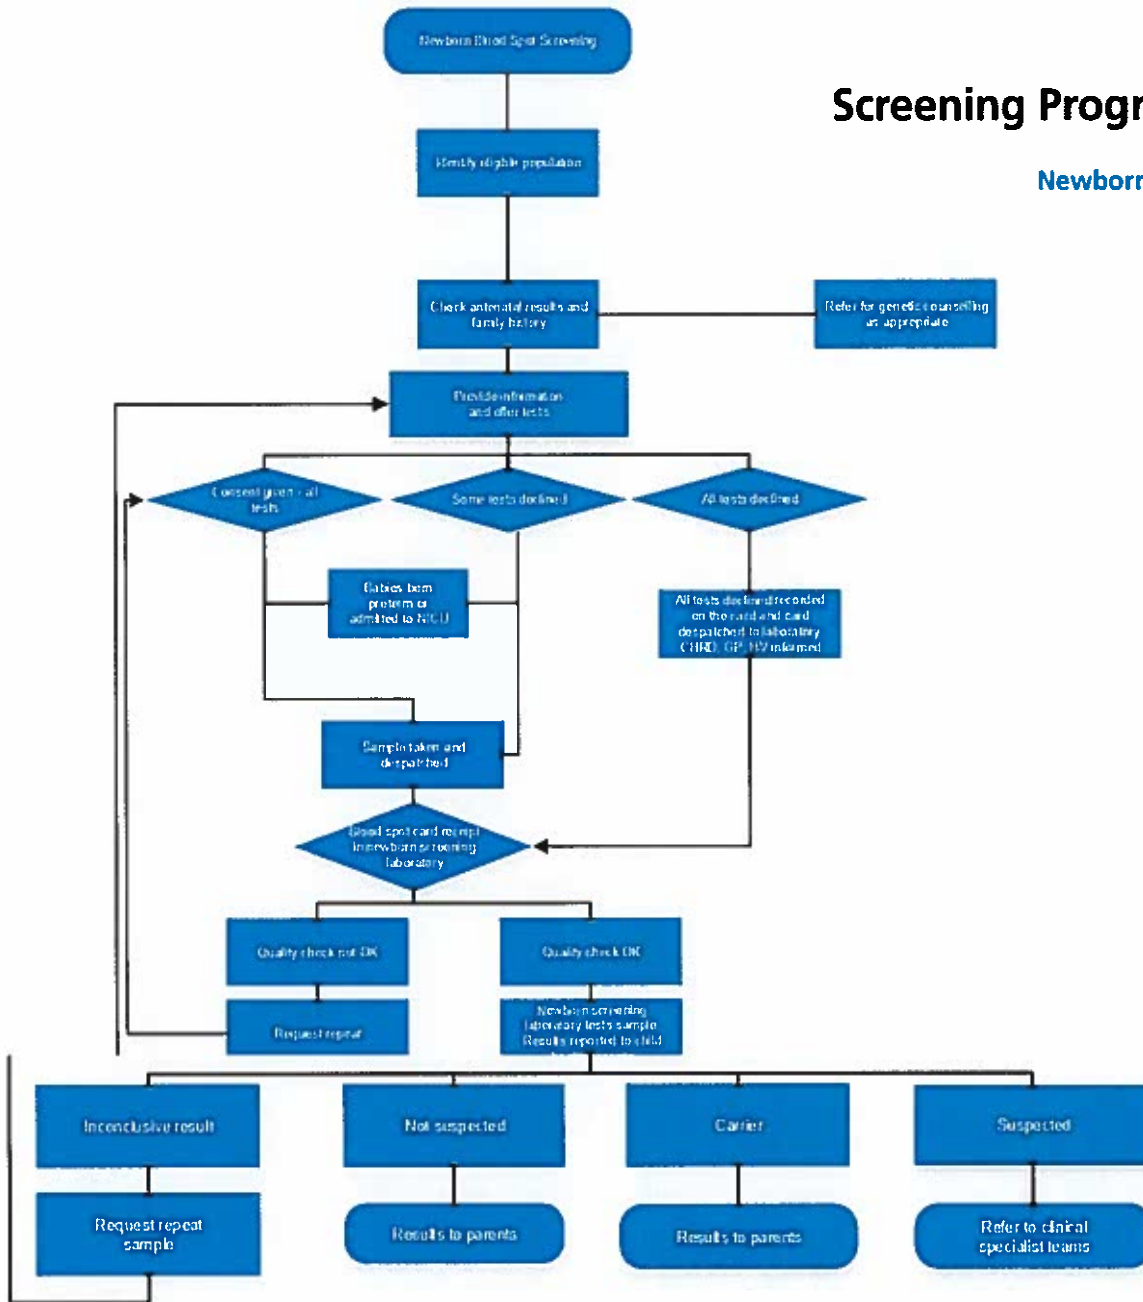 Newborn Blood Spot Screening
Screening Progr
Newborn
Identify eligible population
Check antenatal results and
family history
Refer for genetic counselling
as appropriate
Provide information
and offer tests
Consent given - all
tests
Some tests declined
All tests declined
Babies born
preterm or
admitted to NICU
All tests declined recorded
on the card and card
despatched to laboratory
CHRD, GP, HV informed
Sample taken and
despatched
Blood spot card receipt
in newborn screening
laboratory
Quality check not OK
Quality check OK
Request repeat
Newborn screening
laboratory tests sample
Results reported to child
Inconclusive result
Not suspected
Carrier
Suspected
Request repeat
sample
Results to parents
Results to parents
Refer to clinical
specialist teams